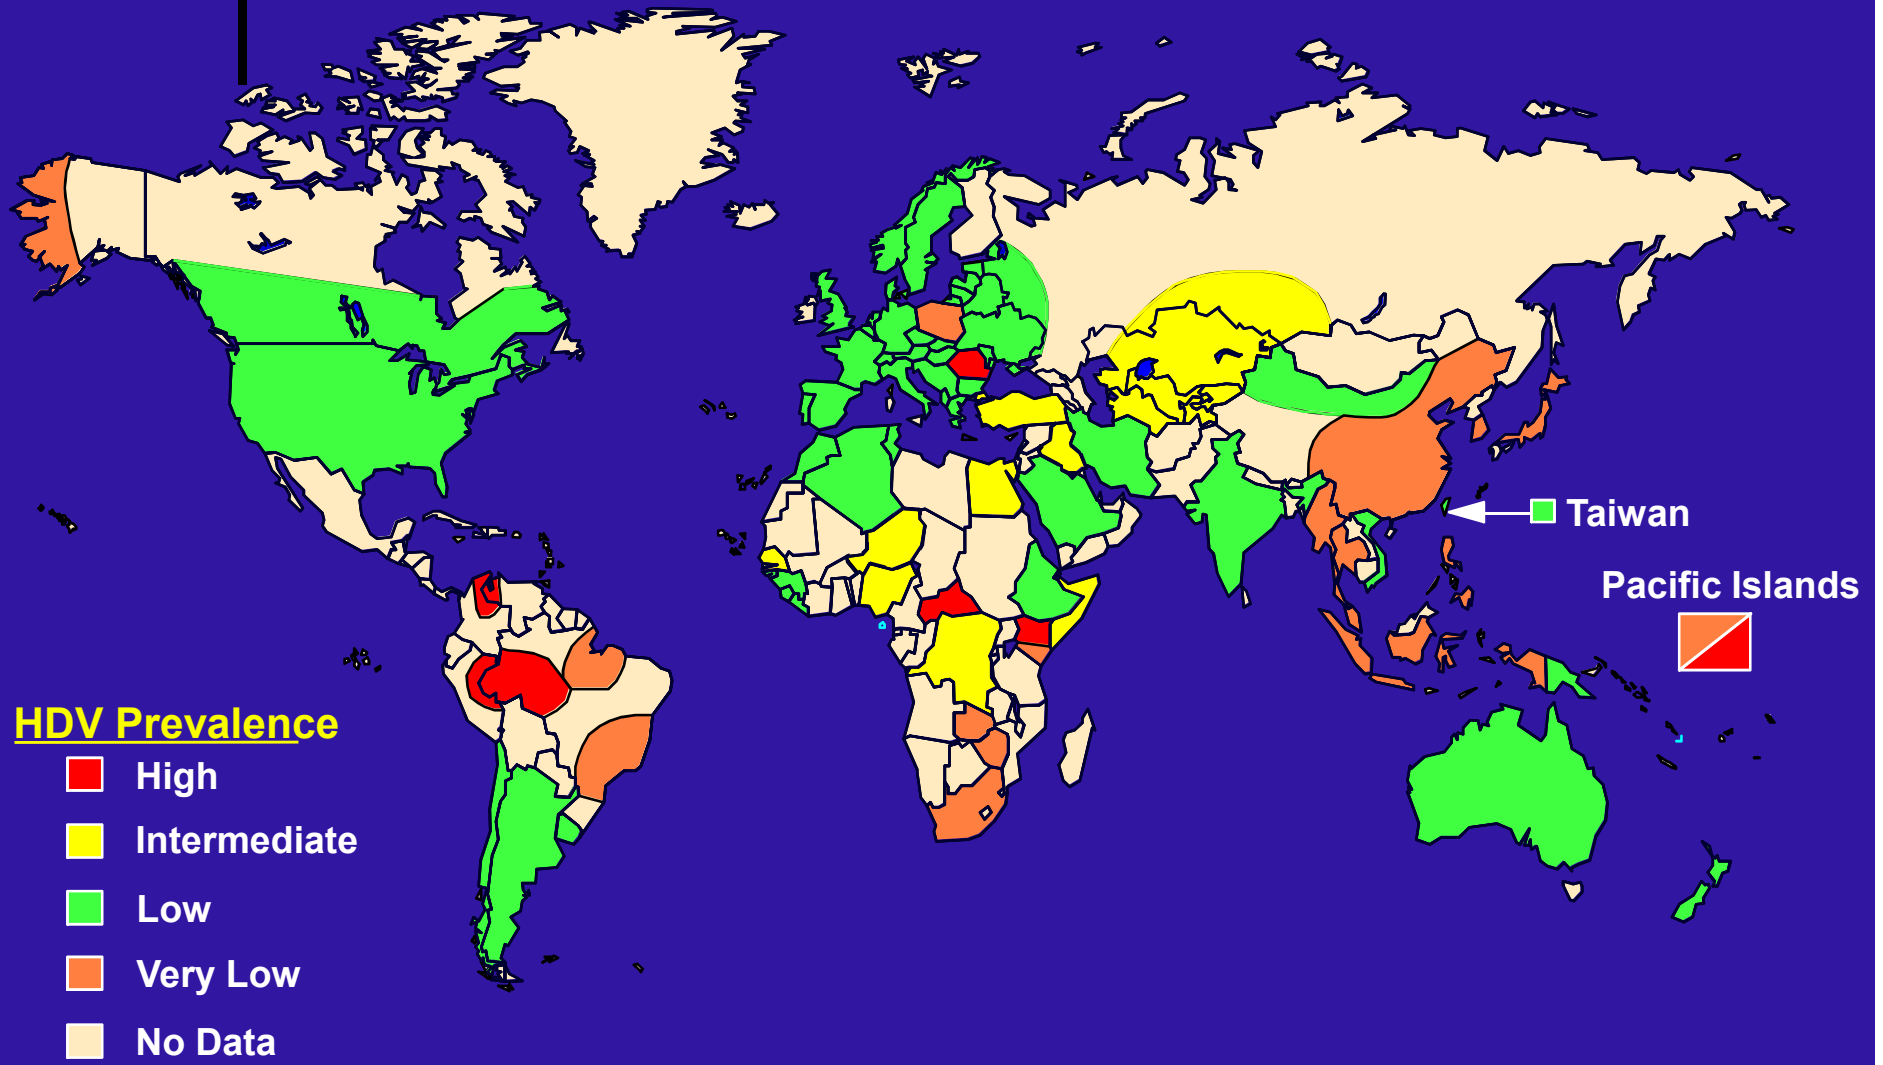 Taiwan
Pacific Islands
HDV Prevalence
High
Intermediate
Low
Very Low
No Data